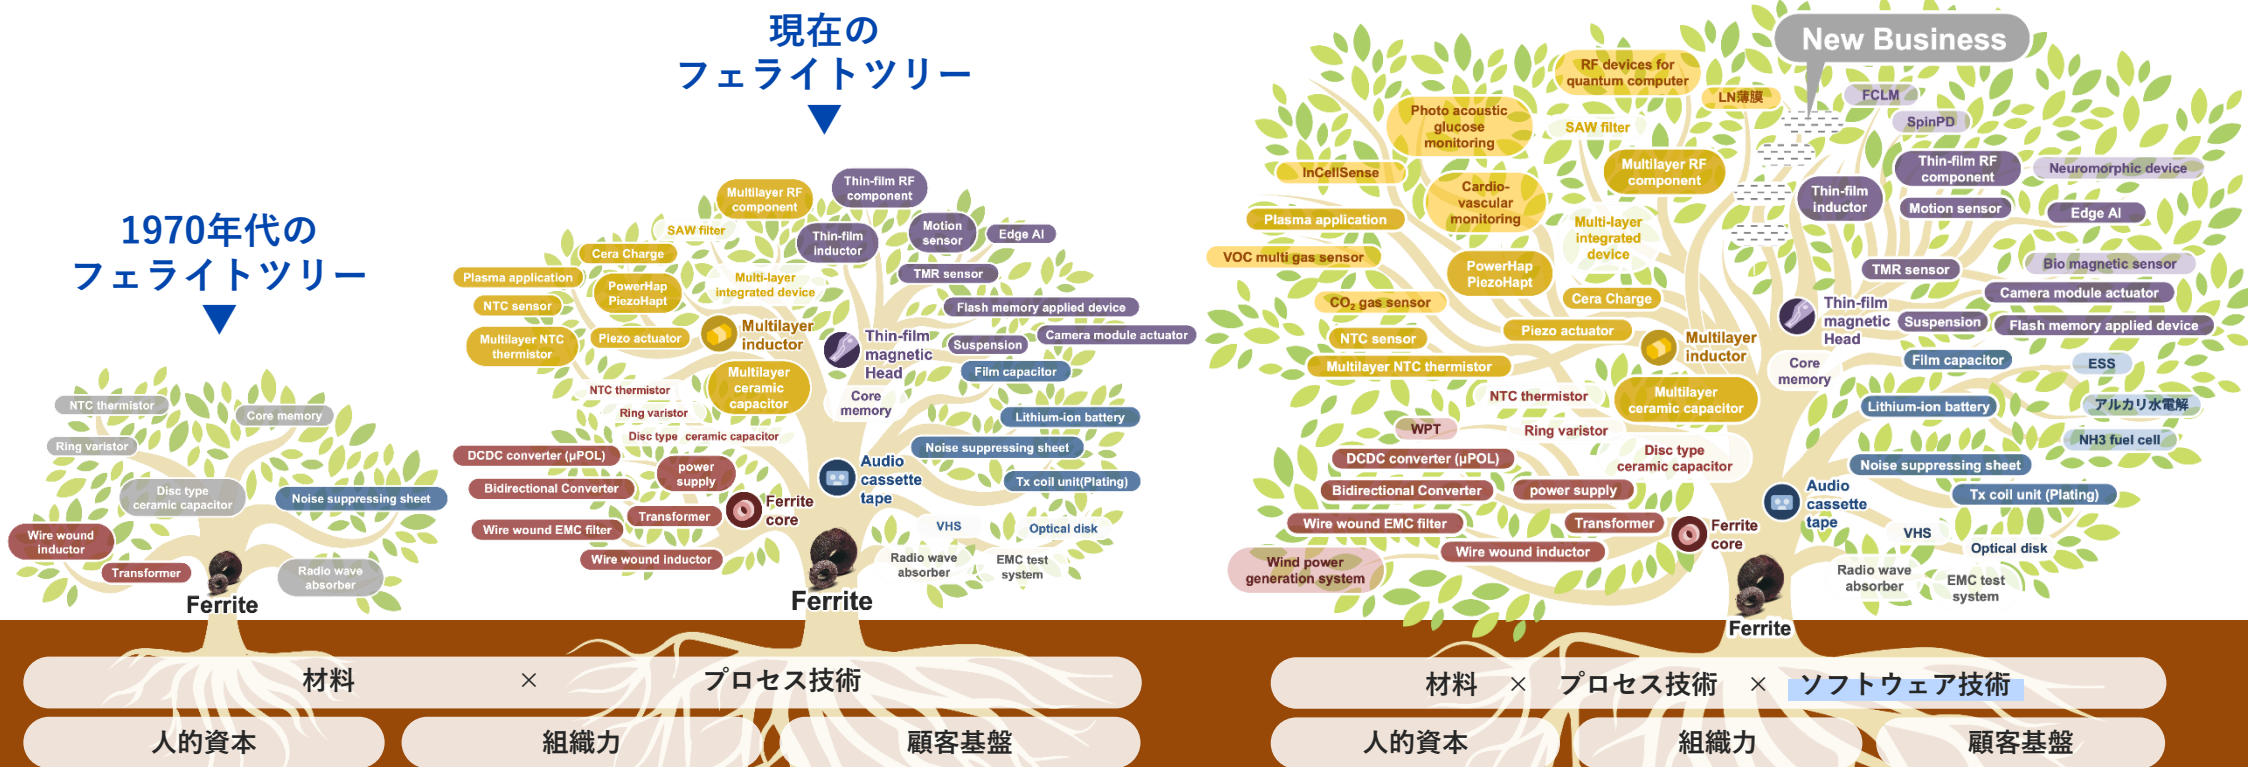 1970年代の
フェライトツリー
NTC thermistor
Core memory
Ring varistor
Disc type
ceramic capacitor
Noise suppressing sheet
Wire wound
inductor
Transformer
Radio wave
absorber
Ferrite
現在の
フェライトツリー
Thin-film RF
component
Multilayer RF
component
SAW filter
Thin-film
inductor
Motion
sensor
Edge AI
Cera Charge
Plasma application
PowerHap
PiezoHapt
Multi-layer
integrated device
TMR sensor
NTC sensor
Flash memory applied device
Multilayer NTC
thermistor
Piezo actuator
Multilayer
inductor
Thin-film
magnetic
Head
Suspension
Camera module actuator
Multilayer
ceramic
capacitor
Film capacitor
NTC thermistor
Core
memory
Ring varistor
Lithium-ion battery
Disc type ceramic capacitor
Noise suppressing sheet
DCDC converter (μPOL)
power
supply
Audio
cassette
tape
Bidirectional Converter
Tx coil unit(Plating)
Ferrite
core
Transformer
Wire wound EMC filter
VHS
Optical disk
Wire wound inductor
Radio wave
absorber
EMC test
system
Ferrite
New Business
RF devices for
quantum computer
LN薄膜
FCLM
Photo acoustic
glucose
monitoring
SAW filter
SpinPD
InCellSense
Multilayer RF
component
Thin-film RF
component
Neuromorphic device
Cardio-
vascular
monitoring
Thin-film
inductor
Motion sensor
Edge AI
Plasma application
Multi-layer
integrated
device
VOC multi gas sensor
PowerHap
PiezoHapt
TMR sensor
Bio magnetic sensor
CO₂ gas sensor
Cera Charge
Camera module actuator
Thin-film
magnetic
Head
Suspension
Flash memory applied device
NTC sensor
Piezo actuator
Multilayer
inductor
Multilayer NTC thermistor
Core
memory
Film capacitor
ESS
NTC thermistor
Multilayer
ceramic capacitor
Lithium-ion battery
アルカリ水電解
WPT
Ring varistor
NH3 fuel cell
DCDC converter (μPOL)
Disc type
ceramic capacitor
Noise suppressing sheet
Bidirectional Converter
power supply
Audio
cassette
tape
Tx coil unit (Plating)
Wire wound EMC filter
Transformer
Ferrite
core
VHS
Optical disk
Wire wound inductor
Wind power
generation system
Radio wave
absorber
EMC test
system
Ferrite
材料 × プロセス技術
人的資本 組織力 顧客基盤
材料 × プロセス技術 × ソフトウェア技術
人的資本 組織力 顧客基盤